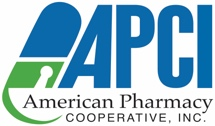 APCI
American Pharmacy
COOPERATIVE, INC.